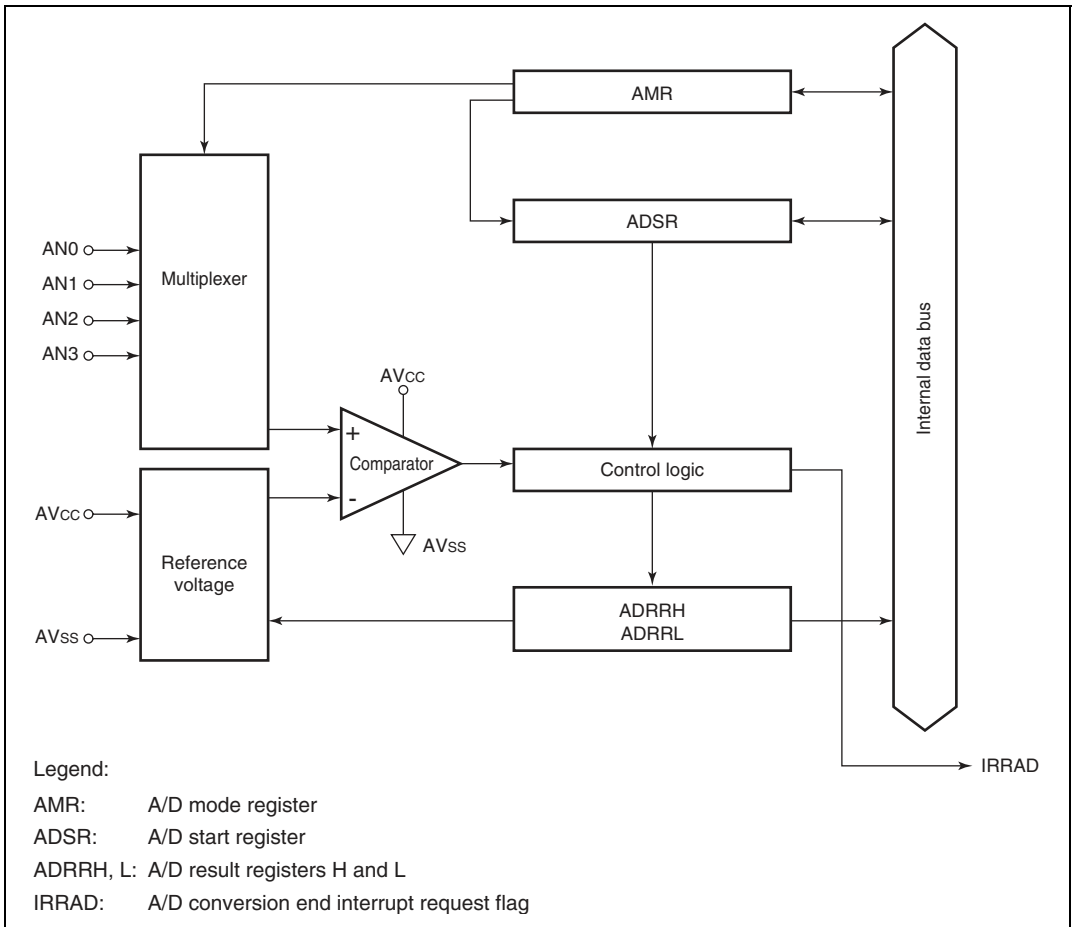 AMR
ADSR
AN0
AN1
AN2
AN3
Multiplexer
Internal data bus
AVCC
+
Comparator
-
AVSS
Control logic
AVCC
Reference
voltage
AVSS
ADRRH
ADRRL
IRRAD
Legend:
AMR: A/D mode register
ADSR: A/D start register
ADRRH, L: A/D result registers H and L
IRRAD: A/D conversion end interrupt request flag